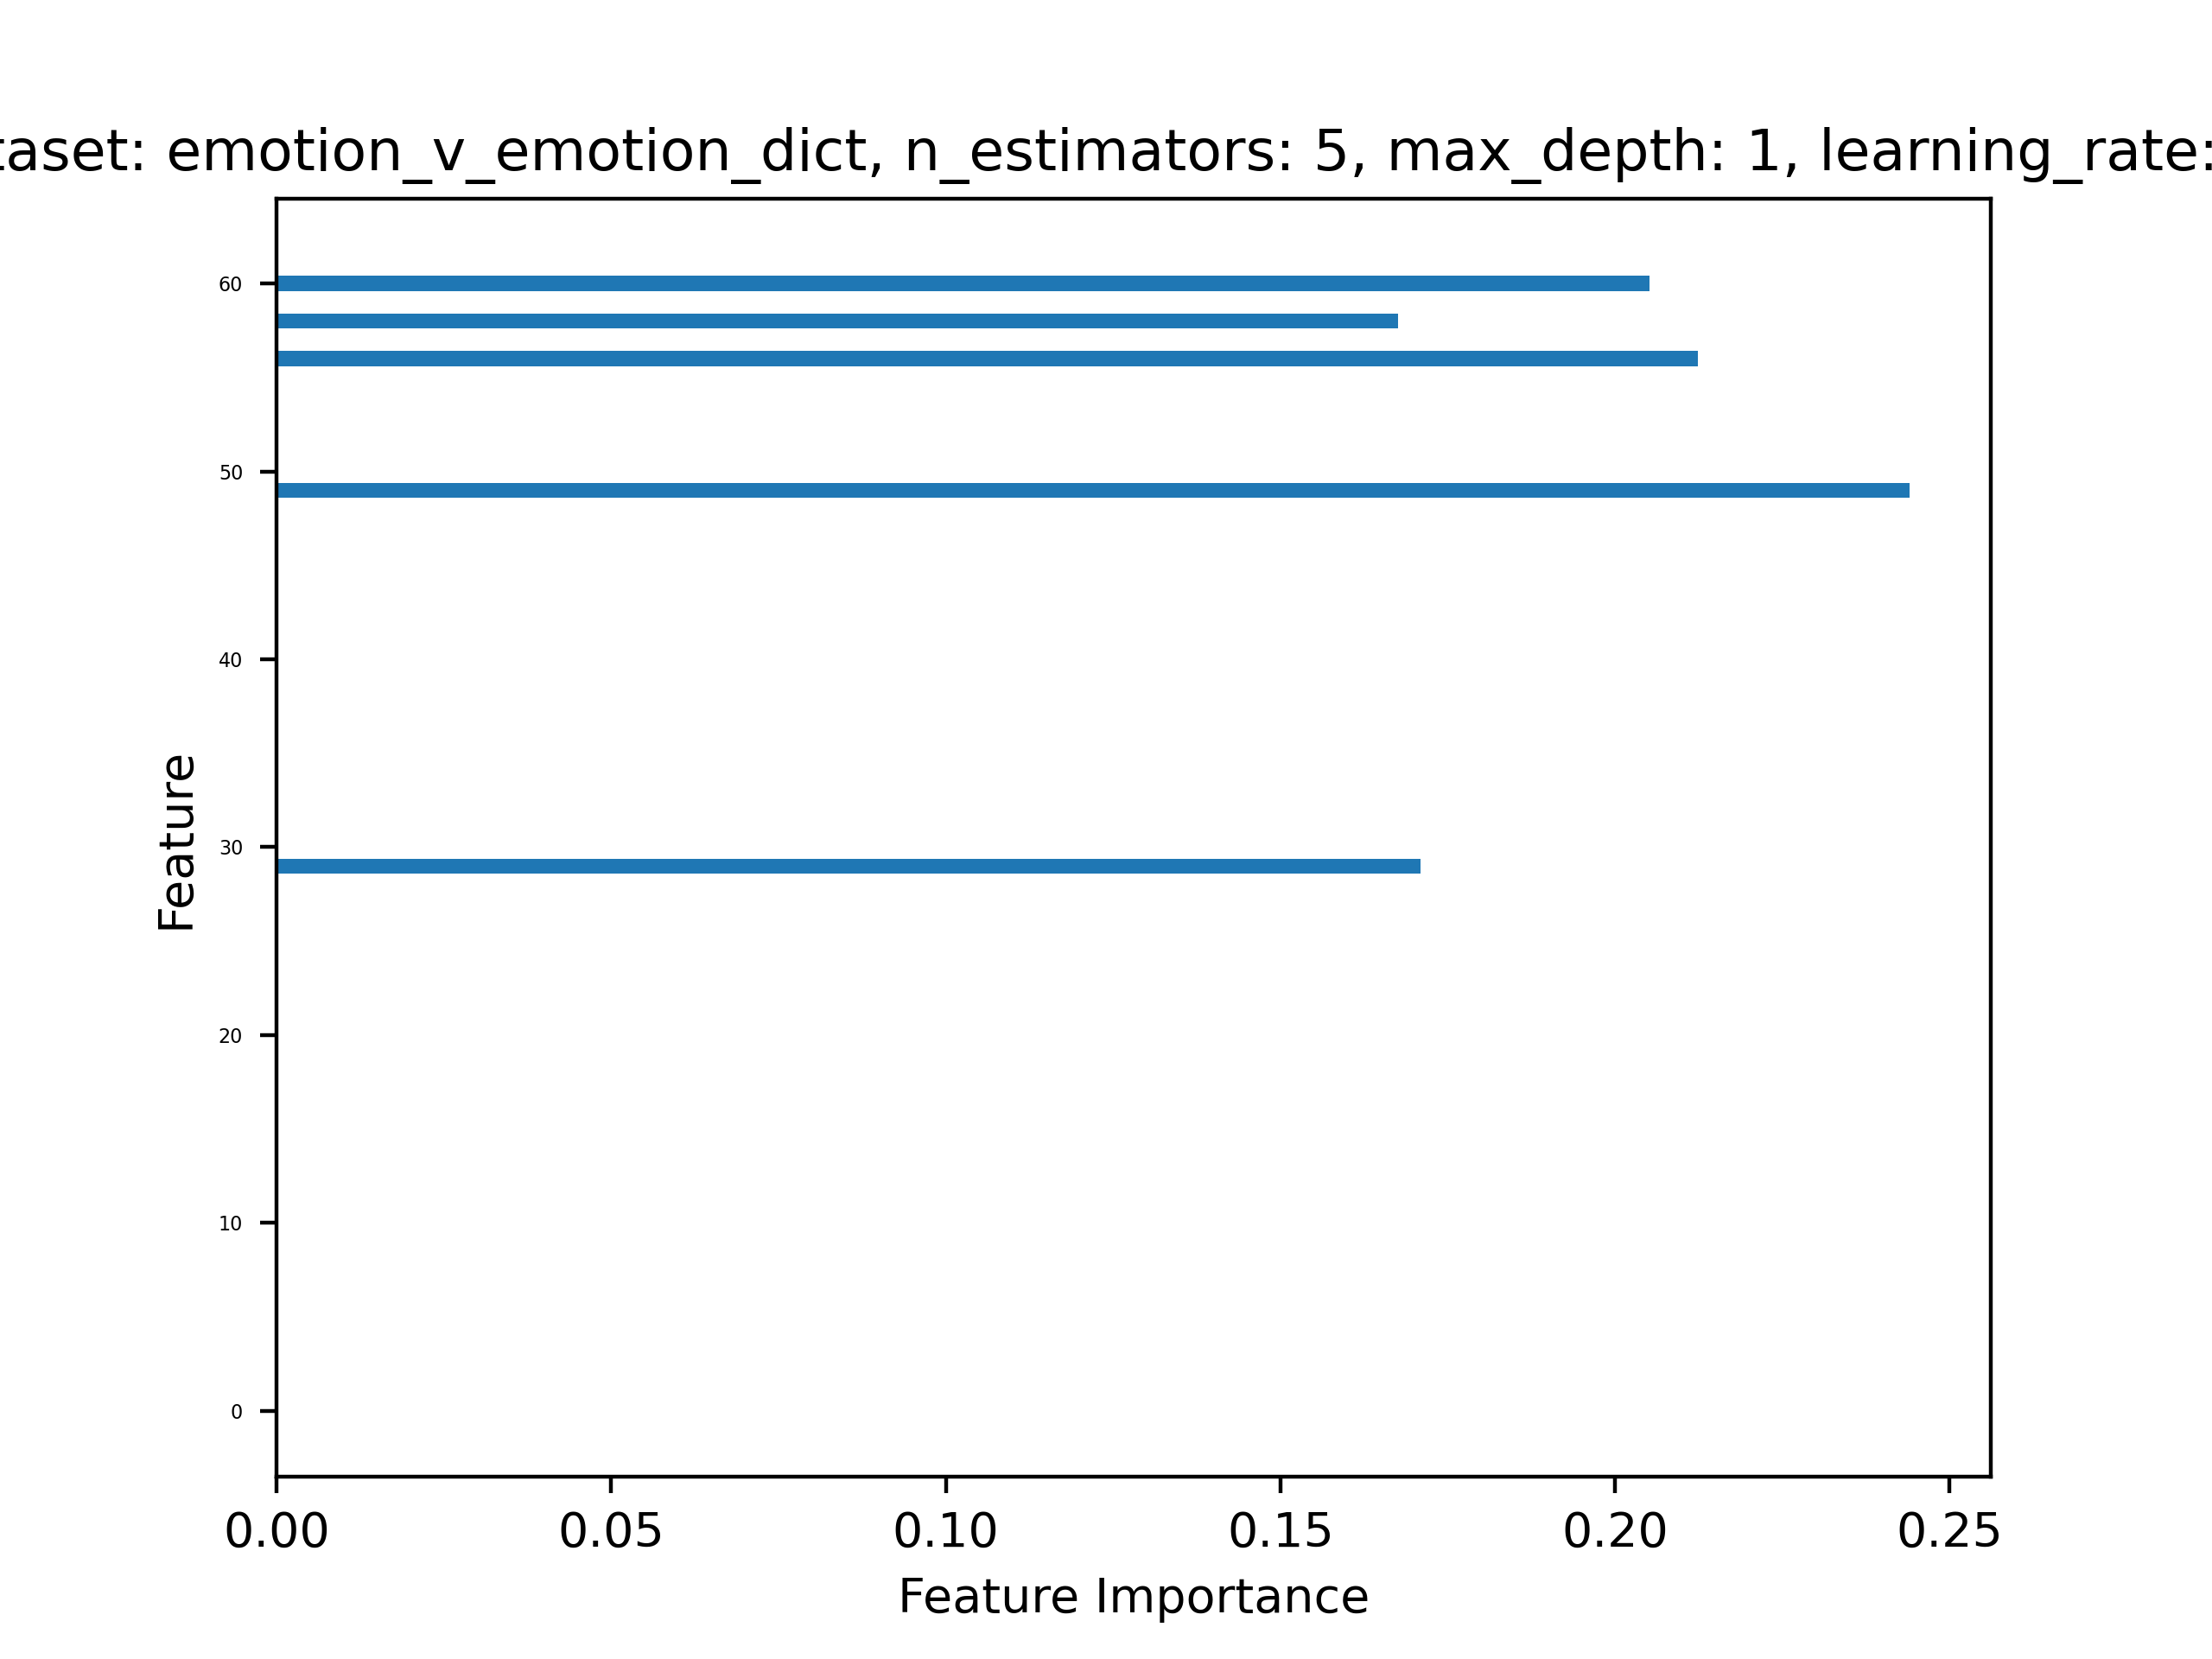 taset: emotion_v_emotion_dict, n_estimators: 5, max_depth: 1, learning_rate:
60
50
40
30
20
10
0
Feature
0.00 0.05 0.10 0.15 0.20 0.25
Feature Importance